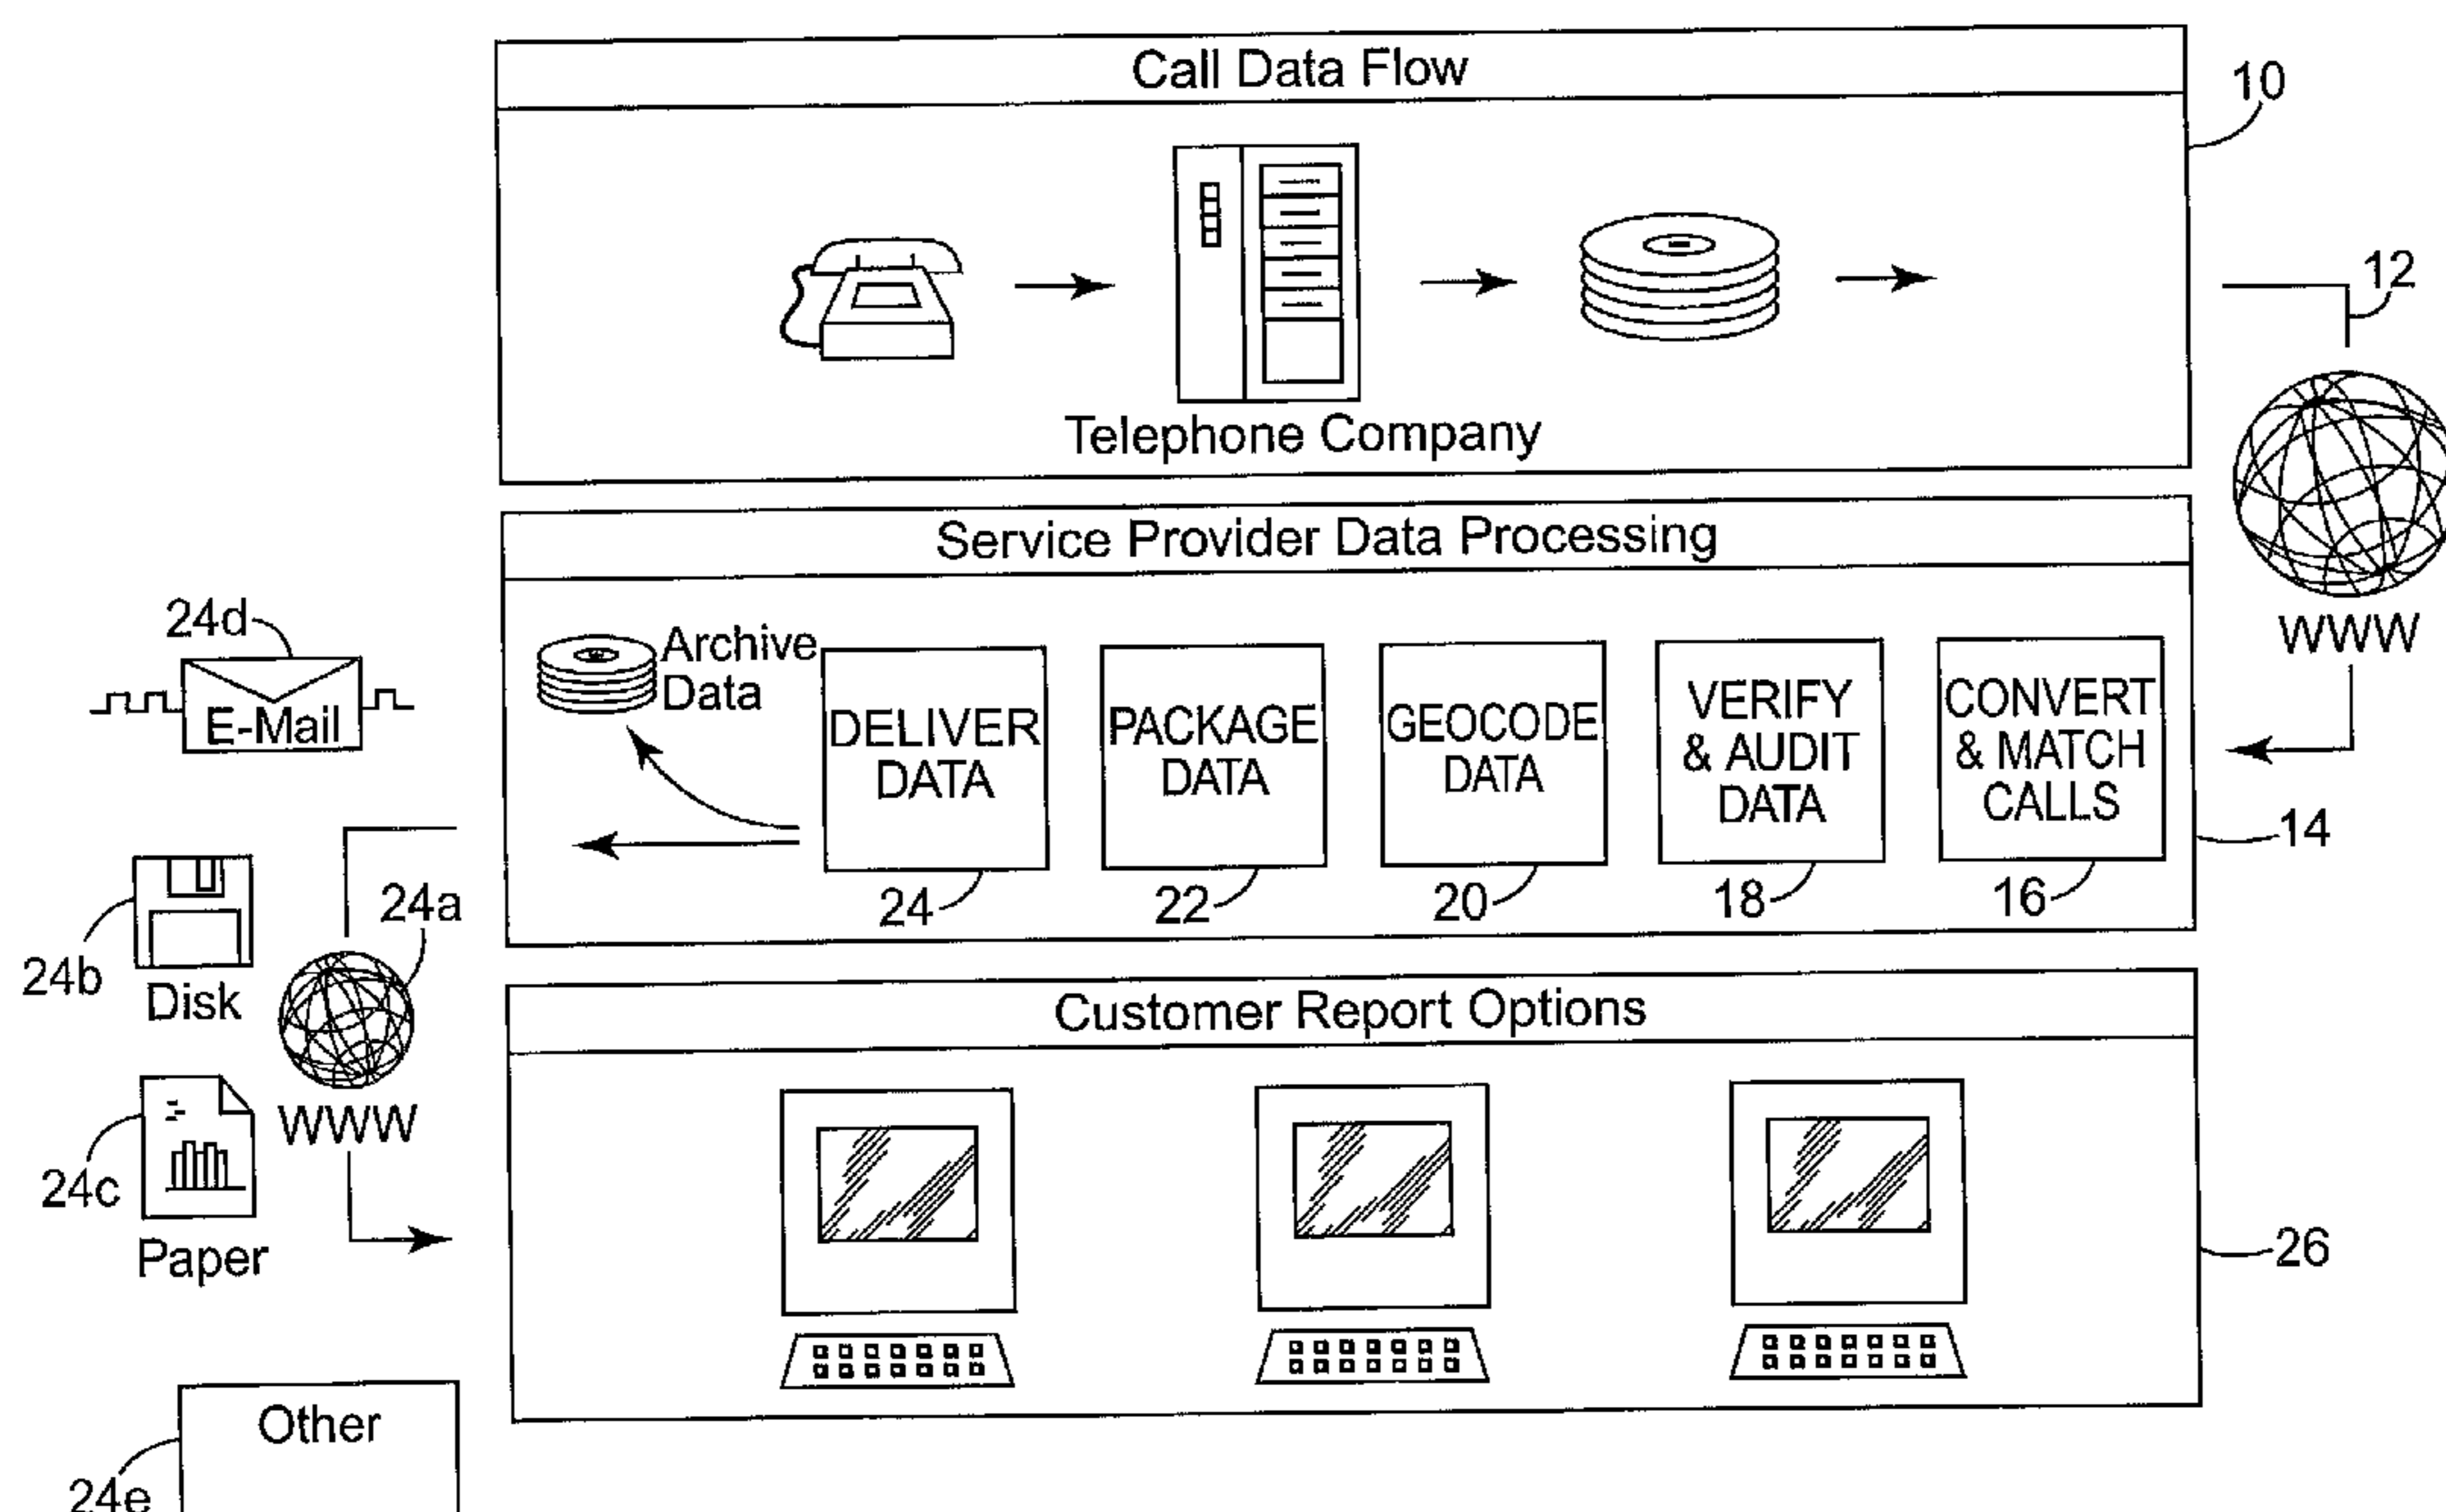 Call Data Flow
10
12
Telephone Company
WWW
Service Provider Data Processing
Archive
Data
DELIVER
DATA
PACKAGE
DATA
GEOCODE
DATA
VERIFY
& AUDIT
DATA
CONVERT
& MATCH
CALLS
24
22
20
18
16
14
24d
E-Mail
24b
Disk
24a
WWW
24c
Paper
Customer Report Options
26
Other
24e